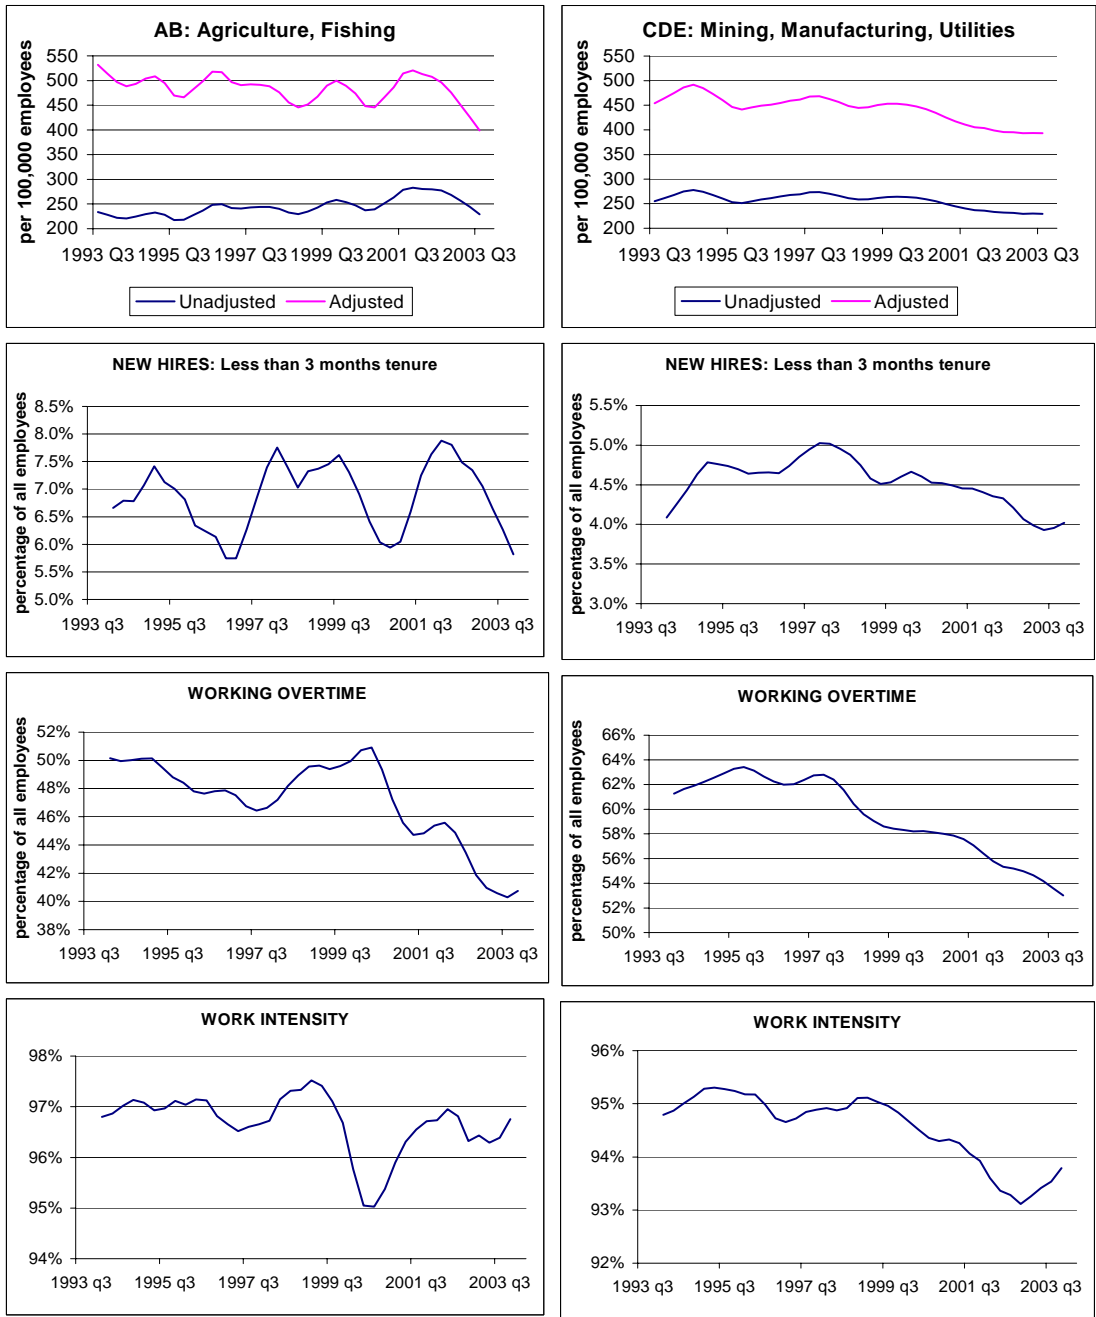 AB: Agriculture, Fishing
per 100,000 employees
550
500
450
400
350
300
250
200
1993 Q3 1995 Q3 1997 Q3 1999 Q3 2001 Q3 2003 Q3
Unadjusted Adjusted
CDE: Mining, Manufacturing, Utilities
per 100,000 employees
550
500
450
400
350
300
250
200
1993 Q3 1995 Q3 1997 Q3 1999 Q3 2001 Q3 2003 Q3
Unadjusted Adjusted
NEW HIRES: Less than 3 months tenure
percentage of all employees
8.5%
8.0%
7.5%
7.0%
6.5%
6.0%
5.5%
5.0%
1993 q3 1995 q3 1997 q3 1999 q3 2001 q3 2003 q3
NEW HIRES: Less than 3 months tenure
percentage of all employees
5.5%
5.0%
4.5%
4.0%
3.5%
3.0%
1993 q3 1995 q3 1997 q3 1999 q3 2001 q3 2003 q3
WORKING OVERTIME
percentage of all employees
52%
50%
48%
46%
44%
42%
40%
38%
1993 q3 1995 q3 1997 q3 1999 q3 2001 q3 2003 q3
WORKING OVERTIME
percentage of all employees
66%
64%
62%
60%
58%
56%
54%
52%
50%
1993 q3 1995 q3 1997 q3 1999 q3 2001 q3 2003 q3
WORK INTENSITY
98%
97%
96%
95%
94%
1993 q3 1995 q3 1997 q3 1999 q3 2001 q3 2003 q3
WORK INTENSITY
96%
95%
94%
93%
92%
1993 q3 1995 q3 1997 q3 1999 q3 2001 q3 2003 q3